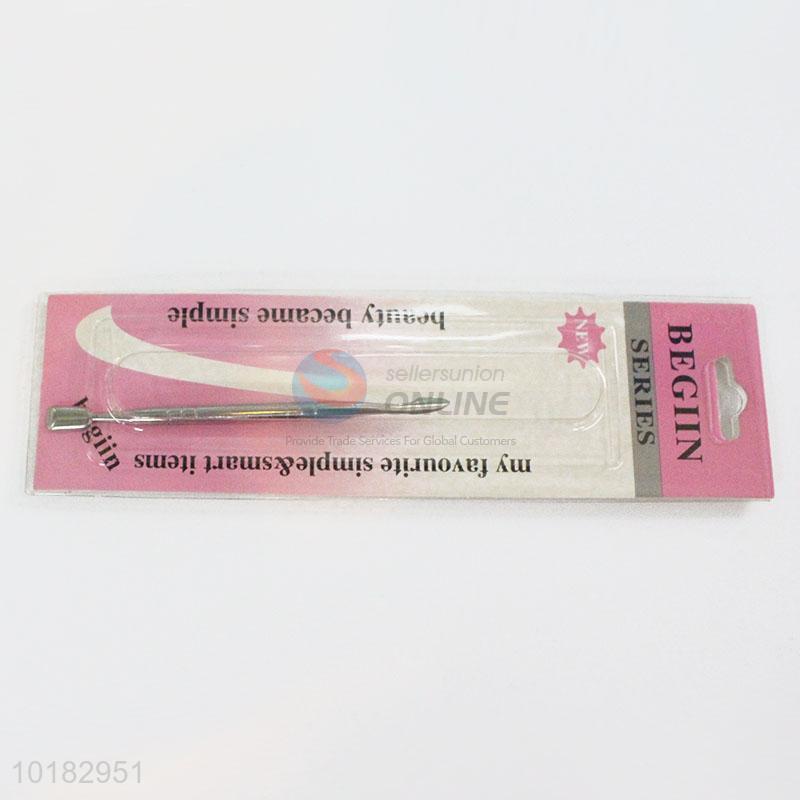 beauty became simple
NEW
BEGIIN
SERIES
sellersunion
ONLINE
Provide Trade Services For Global Customers
my favourite simple&smart items
10182951